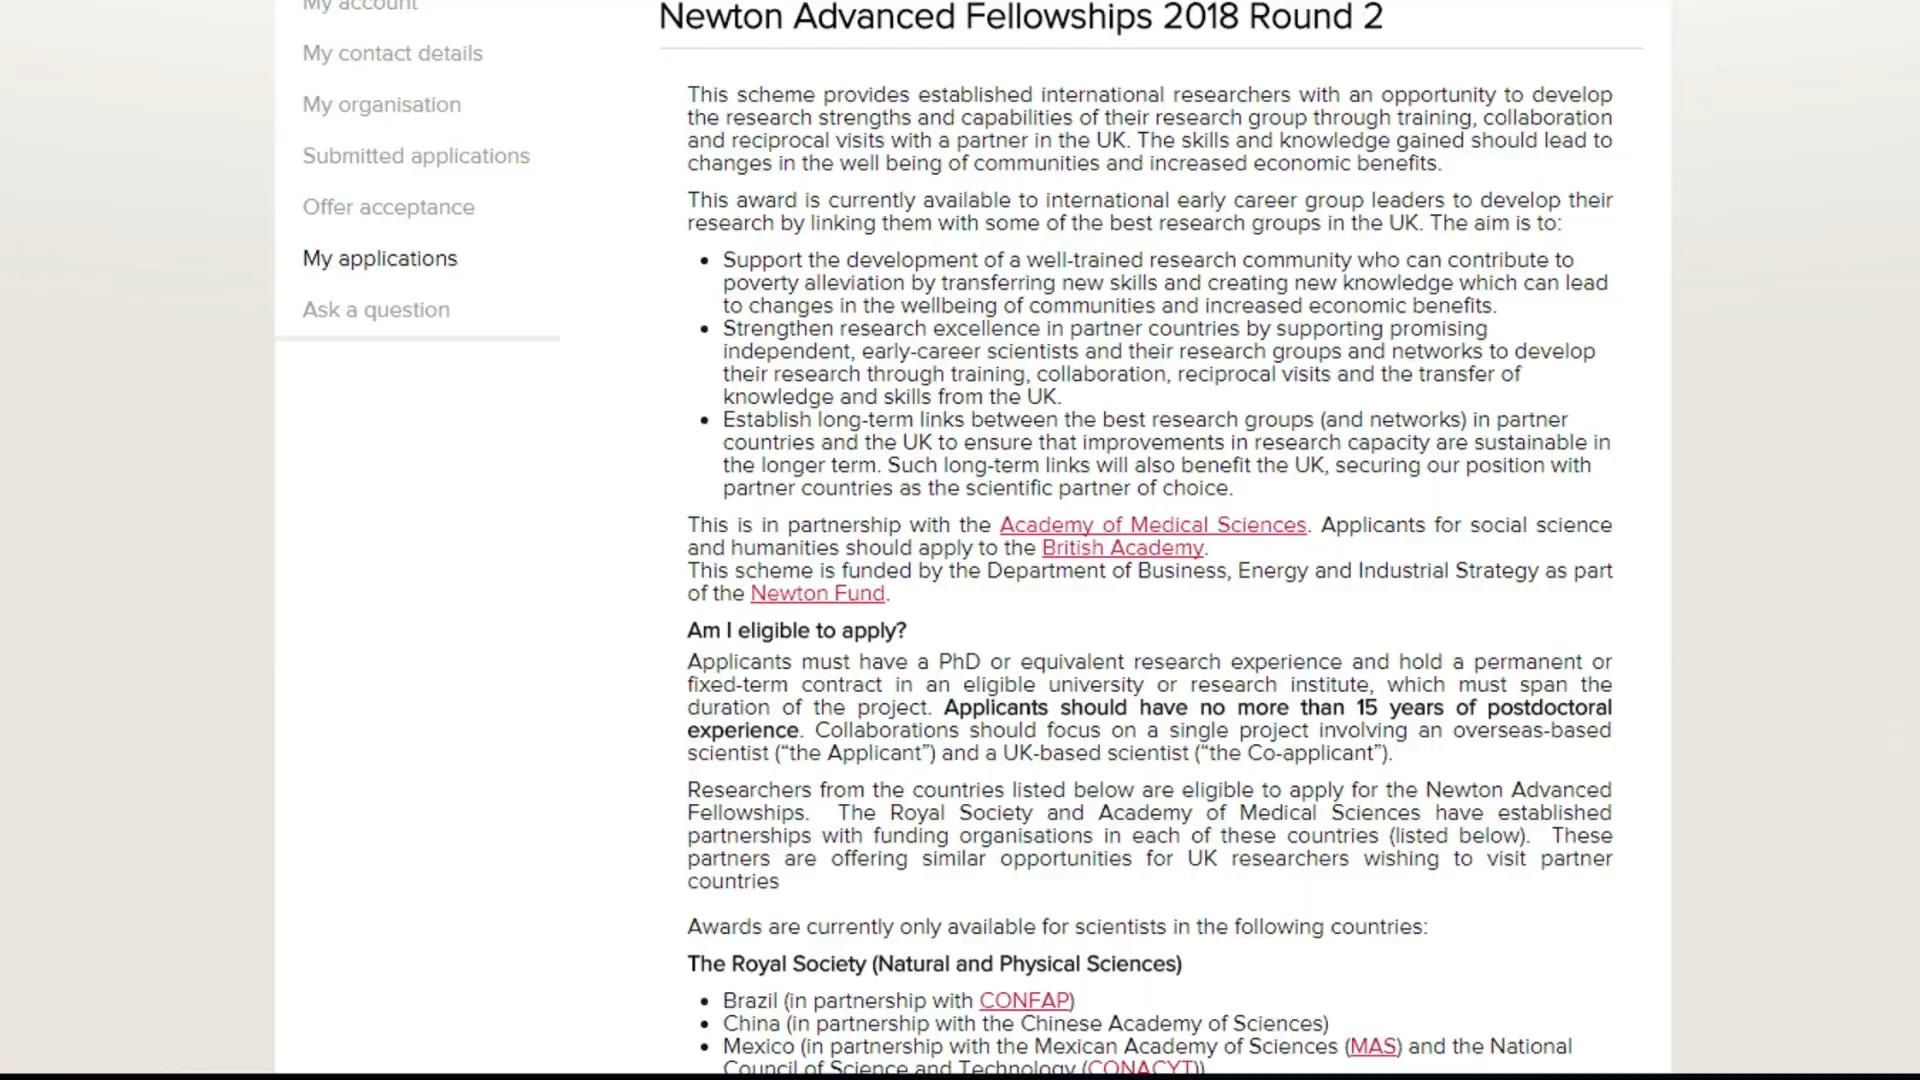 My account
My contact details
My organisation
Submitted applications
Offer acceptance
My applications
Ask a question
Newton Advanced Fellowships 2018 Round 2
This scheme provides established international researchers with an opportunity to develop
the research strengths and capabilities of their research group through training, collaboration
and reciprocal visits with a partner in the UK. The skills and knowledge gained should lead to
changes in the well being of communities and increased economic benefits.
This award is currently available to international early career group leaders to develop their
research by linking them with some of the best research groups in the UK. The aim is to:
• Support the development of a well-trained research community who can contribute to
poverty alleviation by transferring new skills and creating new knowledge which can lead
to changes in the wellbeing of communities and increased economic benefits.
• Strengthen research excellence in partner countries by supporting promising
independent, early-career scientists and their research groups and networks to develop
their research through training, collaboration, reciprocal visits and the transfer of
knowledge and skills from the UK.
• Establish long-term links between the best research groups (and networks) in partner
countries and the UK to ensure that improvements in research capacity are sustainable in
the longer term. Such long-term links will also benefit the UK, securing our position with
partner countries as the scientific partner of choice.
This is in partnership with the Academy of Medical Sciences. Applicants for social science
and humanities should apply to the British Academy.
This scheme is funded by the Department of Business, Energy and Industrial Strategy as part
of the Newton Fund.
Am I eligible to apply?
Applicants must have a PhD or equivalent research experience and hold a permanent or
fixed-term contract in an eligible university or research institute, which must span the
duration of the project. Applicants should have no more than 15 years of postdoctoral
experience. Collaborations should focus on a single project involving an overseas-based
scientist (“the Applicant”) and a UK-based scientist (“the Co-applicant”).
Researchers from the countries listed below are eligible to apply for the Newton Advanced
Fellowships. The Royal Society and Academy of Medical Sciences have established
partnerships with funding organisations in each of these countries (listed below). These
partners are offering similar opportunities for UK researchers wishing to visit partner
countries
Awards are currently only available for scientists in the following countries:
The Royal Society (Natural and Physical Sciences)
• Brazil (in partnership with CONFAP)
• China (in partnership with the Chinese Academy of Sciences)
• Mexico (in partnership with the Mexican Academy of Sciences (MAS) and the National
Council of Science and Technology (CONACYT))